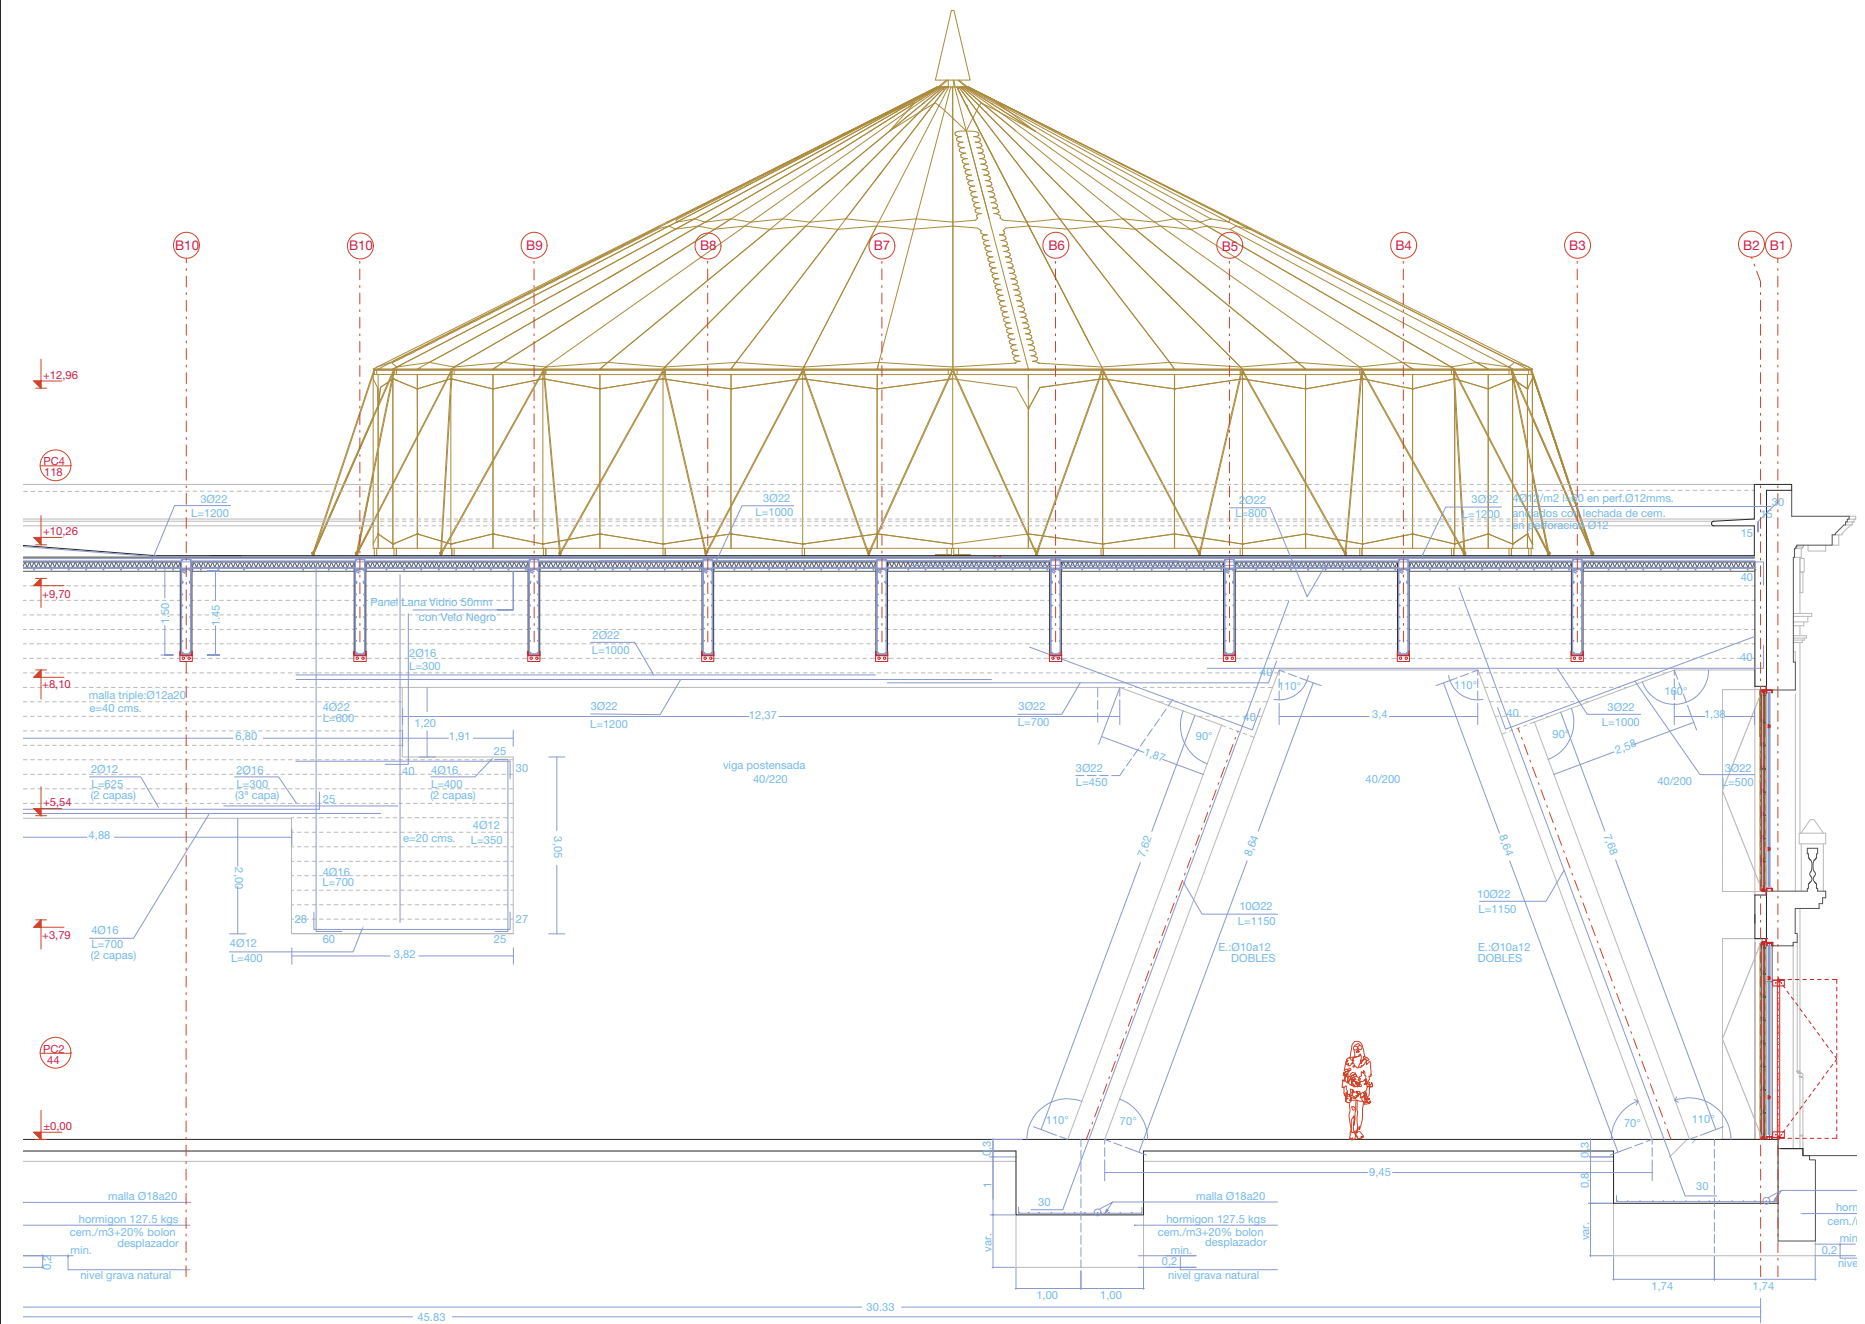 B10
B10
B9
B8
B7
B6
B5
B4
B3
B2
B1
+12,96
PC4
118
3Ø22
L=1200
3Ø22
L=1000
2Ø22
L=800
3Ø22
L=1200
4Ø12/m2 l=60 en perf.Ø12mms.
anclados con lechada de cem.
en perforacion Ø12
30
15
+10,26
40
+9,70
1,50
1,45
Panel Lana Vidrio 50mm
con Velo Negro
2Ø22
L=1000
2Ø16
L=300
40
+8,10
malla triple:Ø12a20
e=40 cms.
4Ø22
L=600
1,20
3Ø22
L=1200
12,37
3Ø22
L=700
40
110°
40
3,4
110°
40
3Ø22
L=1000
160°
1,38
6,80
1,91
25
90°
90°
1,87
2,58
2Ø12
L=625
(2 capas)
2Ø16
L=300
(3ª capa)
40
4Ø16
L=400
(2 capas)
30
viga postensada
40/220
3Ø22
L=450
40/200
40/200
3Ø22
L=500
25
+5,54
4,88
4Ø12
L=350
e=20 cms.
3,05
7,62
8,64
8,64
7,68
2,00
4Ø16
L=700
10Ø22
L=1150
10Ø22
L=1150
28
27
+3,79
4Ø16
L=700
(2 capas)
4Ø12
L=400
60
25
3,82
E.:Ø10a12
DOBLES
E.:Ø10a12
DOBLES
PC2
44
±0,00
110°
70°
70°
110°
0,3
0,3
1
0,8
9,45
30
30
malla Ø18a20
malla Ø18a20
hormigon 127.5 kgs
cem./m3+20% bolon
desplazador
hormigon 127.5 kgs
cem./m3+20% bolon
desplazador
var.
var.
min.
0,2
nivel grava natural
min.
0,2
nivel grava natural
horm
cem./m
min
0,2
nive
1,00
1,00
1,74
1,74
30.33
45.83